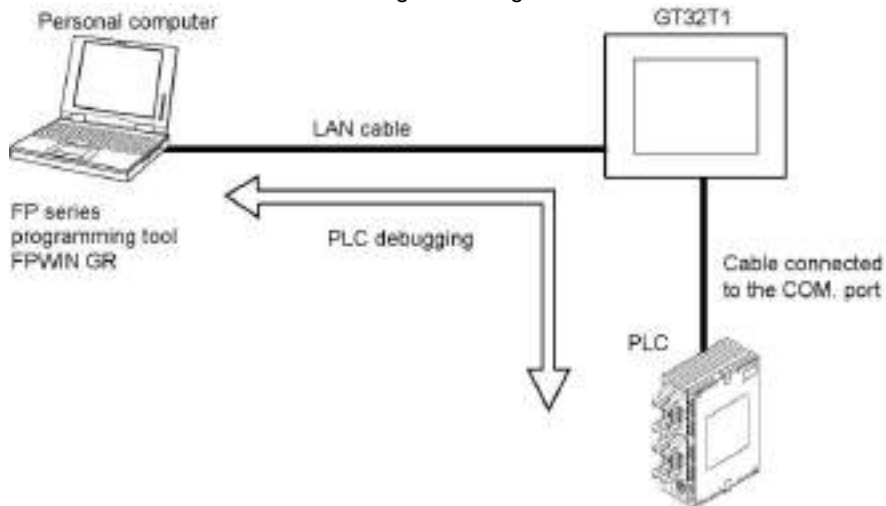 Personal computer
GT32T1
LAN cable
FP series
programming tool
FPWIN GR
PLC debugging
Cable connected
to the COM. port
PLC